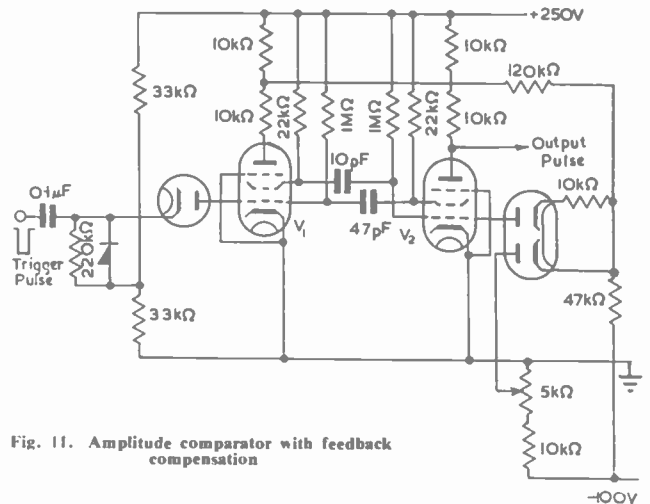 +250V
10kΩ
10kΩ
33kΩ
120kΩ
10kΩ
22kΩ
1MΩ
1MΩ
22kΩ
10kΩ
Output
Pulse
10pF
0·1μF
10kΩ
47pF
V1
V2
220kΩ
Trigger
Pulse
47kΩ
33kΩ
5kΩ
10kΩ
Fig. 11. Amplitude comparator with feedback
compensation
-100V